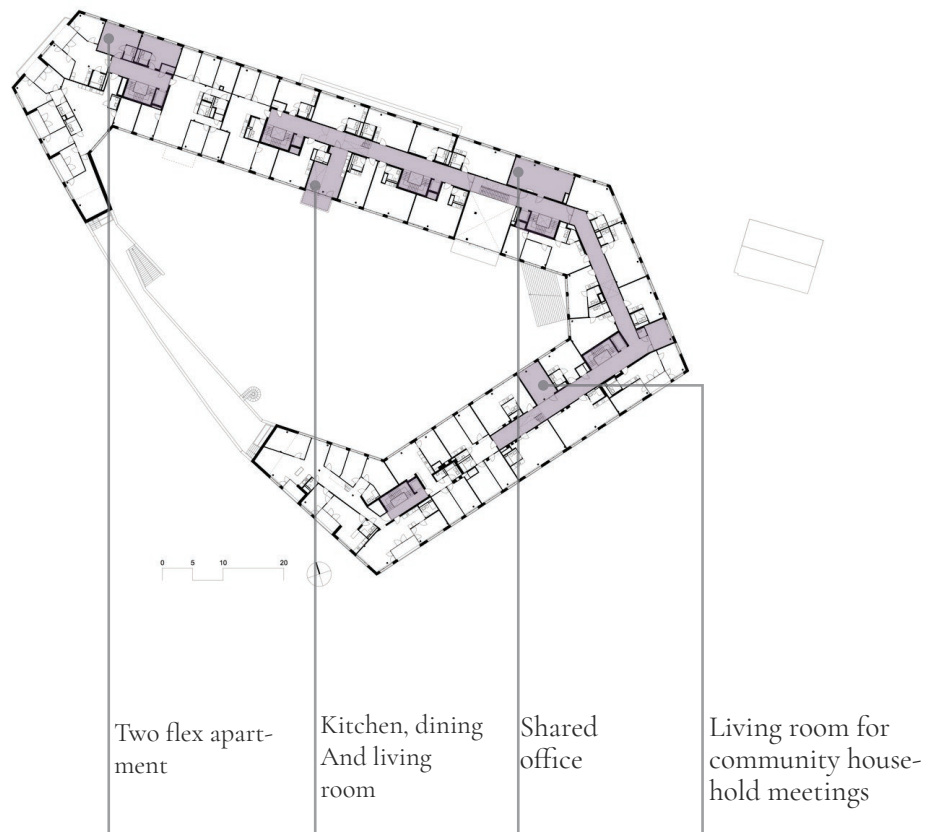 0 5 10 20
Two flex apart-
ment
Kitchen, dining
And living
room
Shared
office
Living room for
community house-
hold meetings